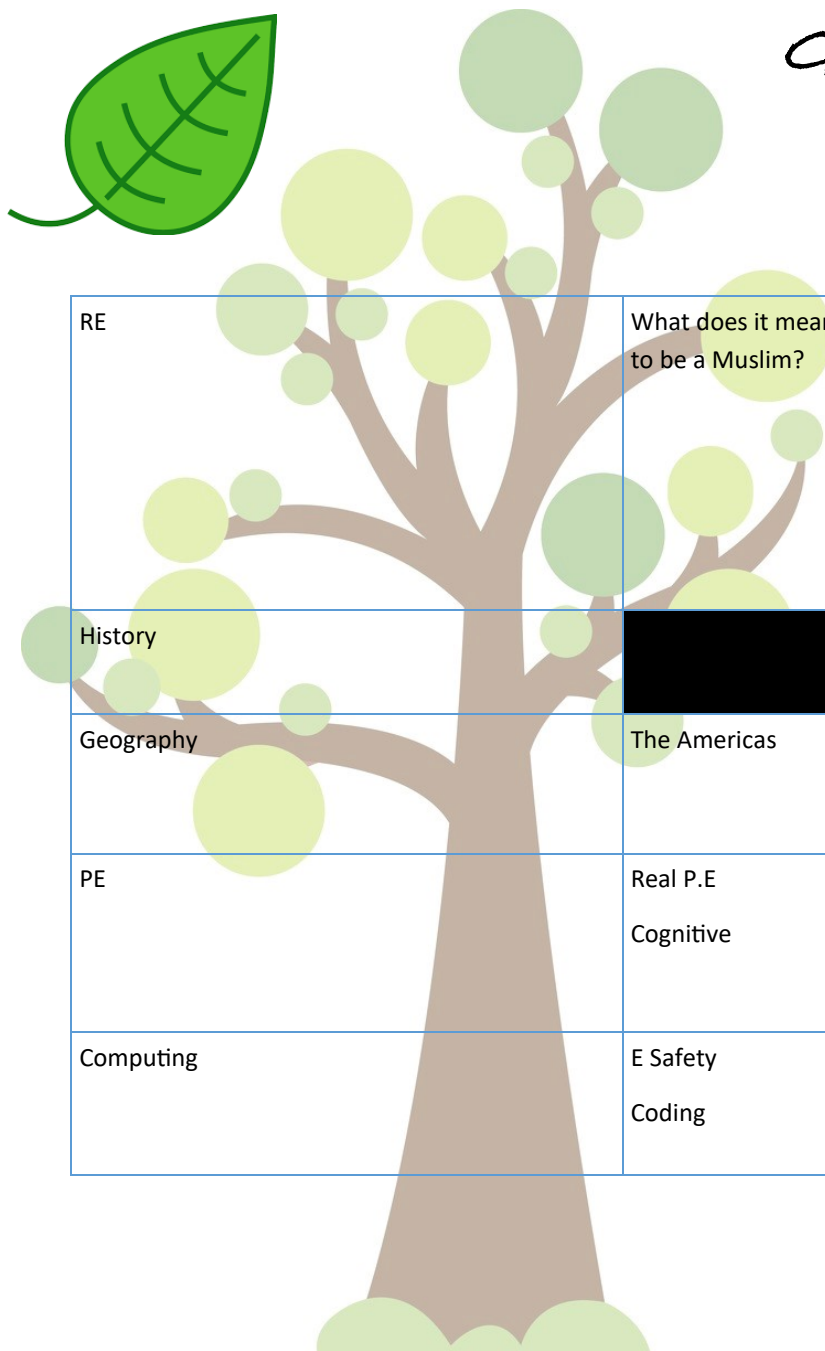 RE
What does it mean
to be a Muslim?
History
Geography
The Americas
PE
Real P.E
Cognitive
Computing
E Safety
Coding